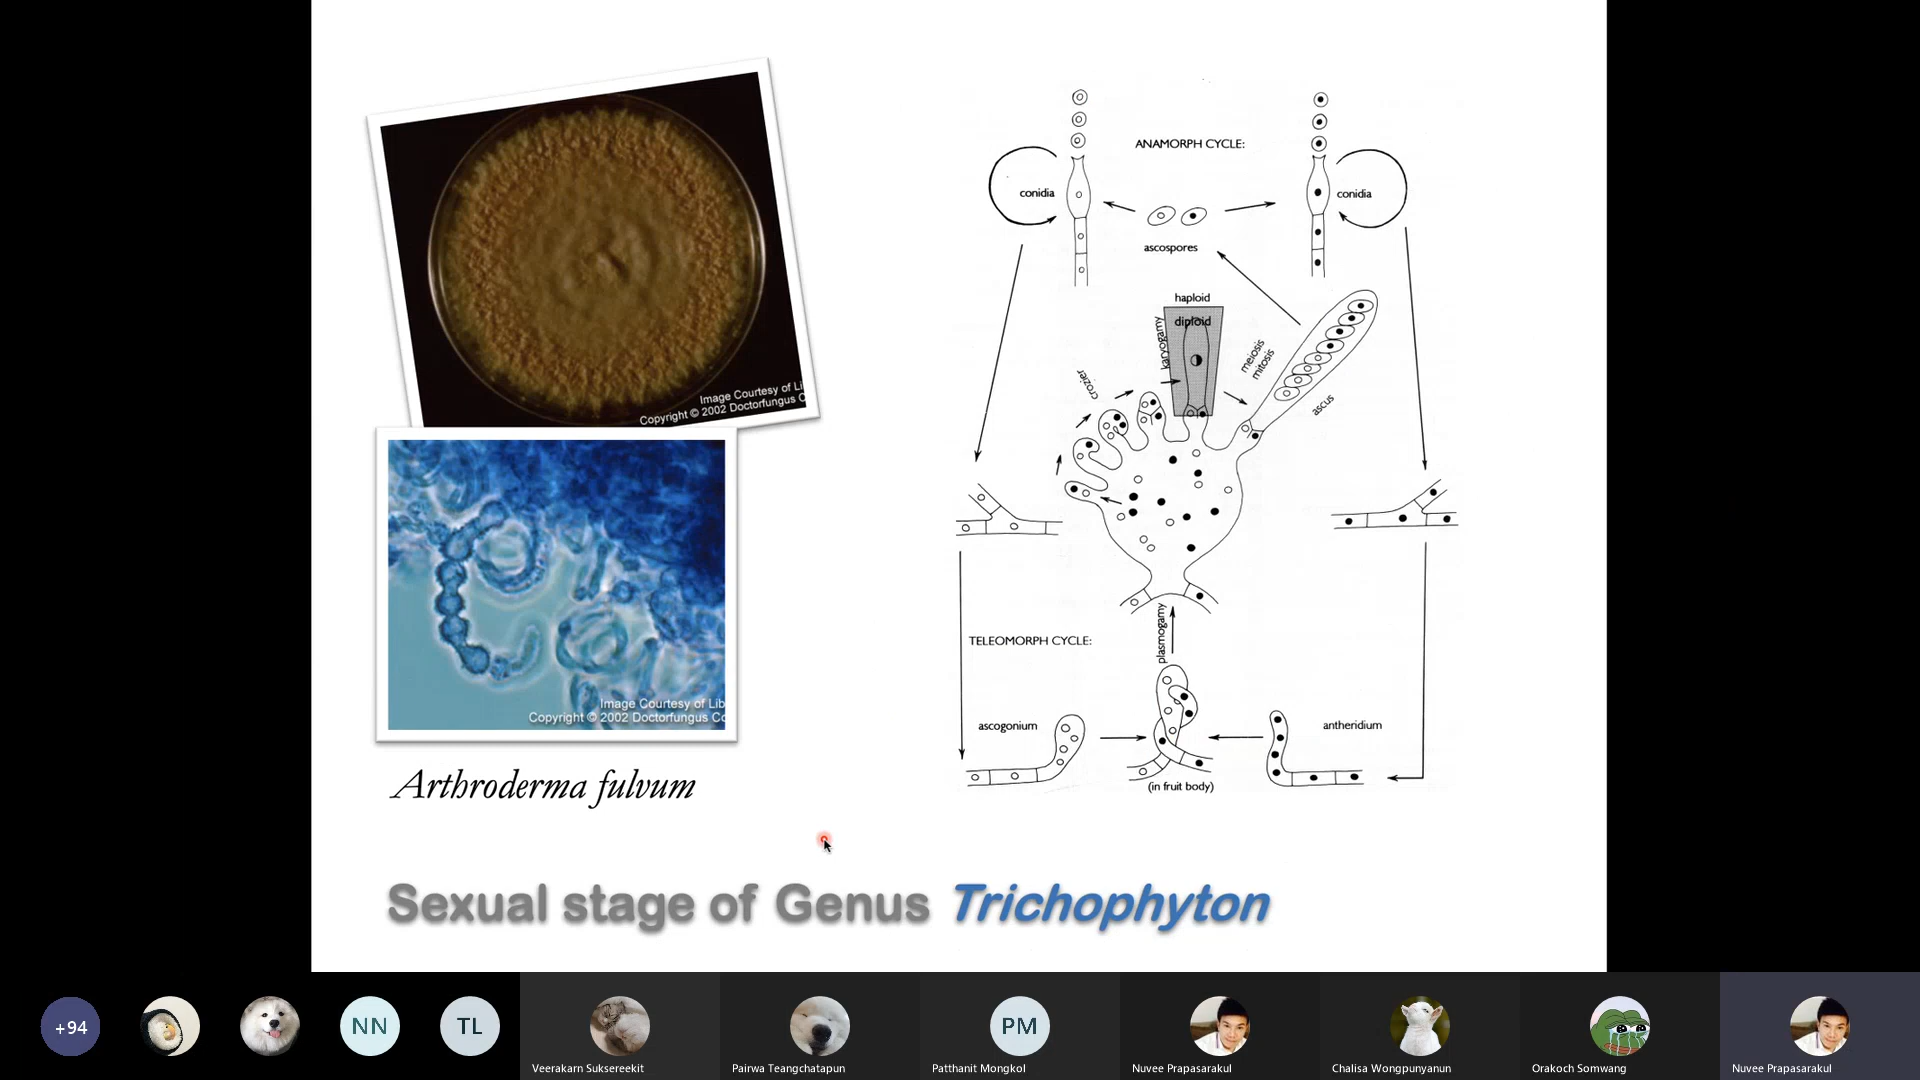 Image Courtesy of Li
Copyright © 2002 Doctorfungus C
Image Courtesy of Lib
Copyright © 2002 Doctorfungus Co
Arthroderma fulvum
ANAMORPH CYCLE:
conidia
conidia
ascospores
haploid
diploid
karyogamy
meiosis
mitosis
crozier
ascus
TELEOMORPH CYCLE:
plasmogamy
ascogonium
antheridium
(in fruit body)
Sexual stage of Genus Trichophyton
+94
NN
TL
PM
Veerakarn Suksereekit
Pairwa Teangchatapun
Patthanit Mongkol
Nuvee Prapasarakul
Chalisa Wongpunyanun
Orakoch Somwang
Nuvee Prapasarakul